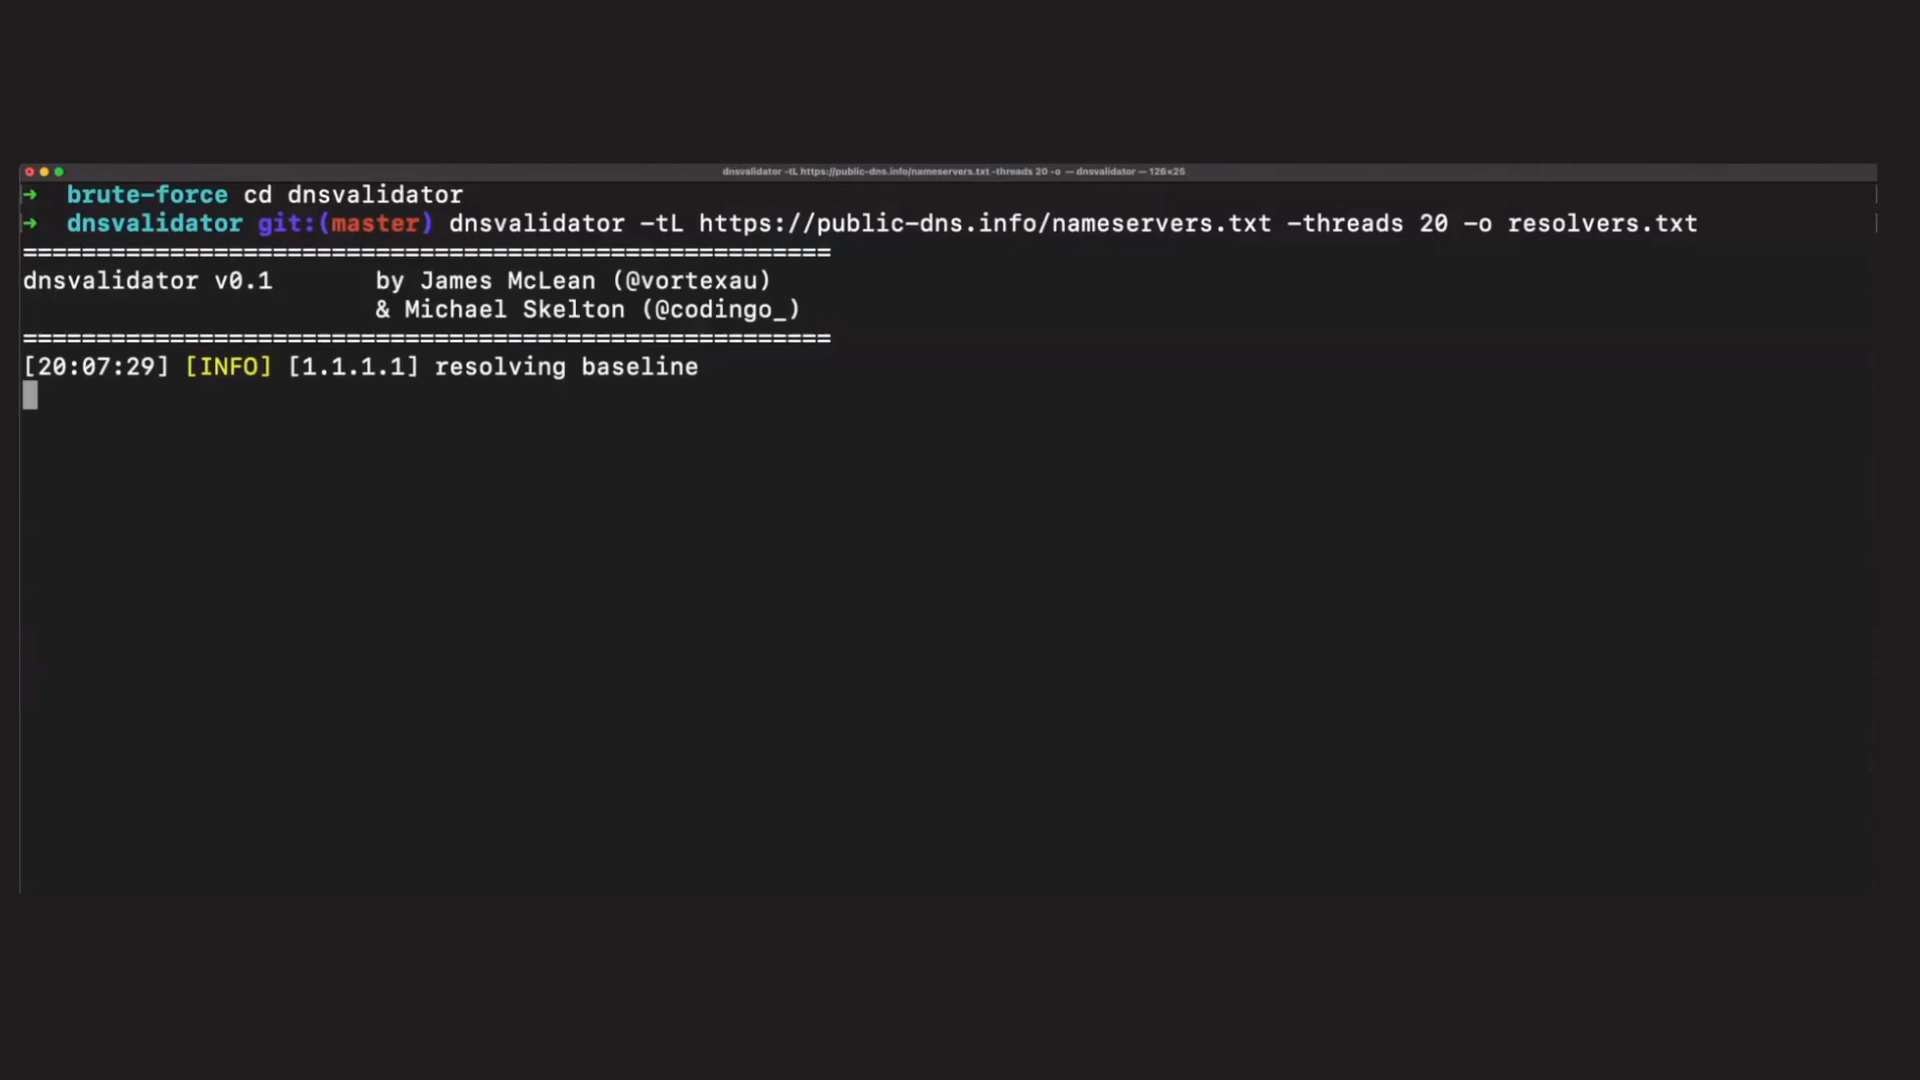 dnsvalidator -tL https://public-dns.info/nameservers.txt -threads 20 -o — dnsvalidator — 126×25
➜  brute-force cd dnsvalidator
➜  dnsvalidator git:(master) dnsvalidator -tL https://public-dns.info/nameservers.txt -threads 20 -o resolvers.txt
=======================================================
dnsvalidator v0.1       by James McLean (@vortexau)
                        & Michael Skelton (@codingo_)
=======================================================
[20:07:29] [INFO] [1.1.1.1] resolving baseline